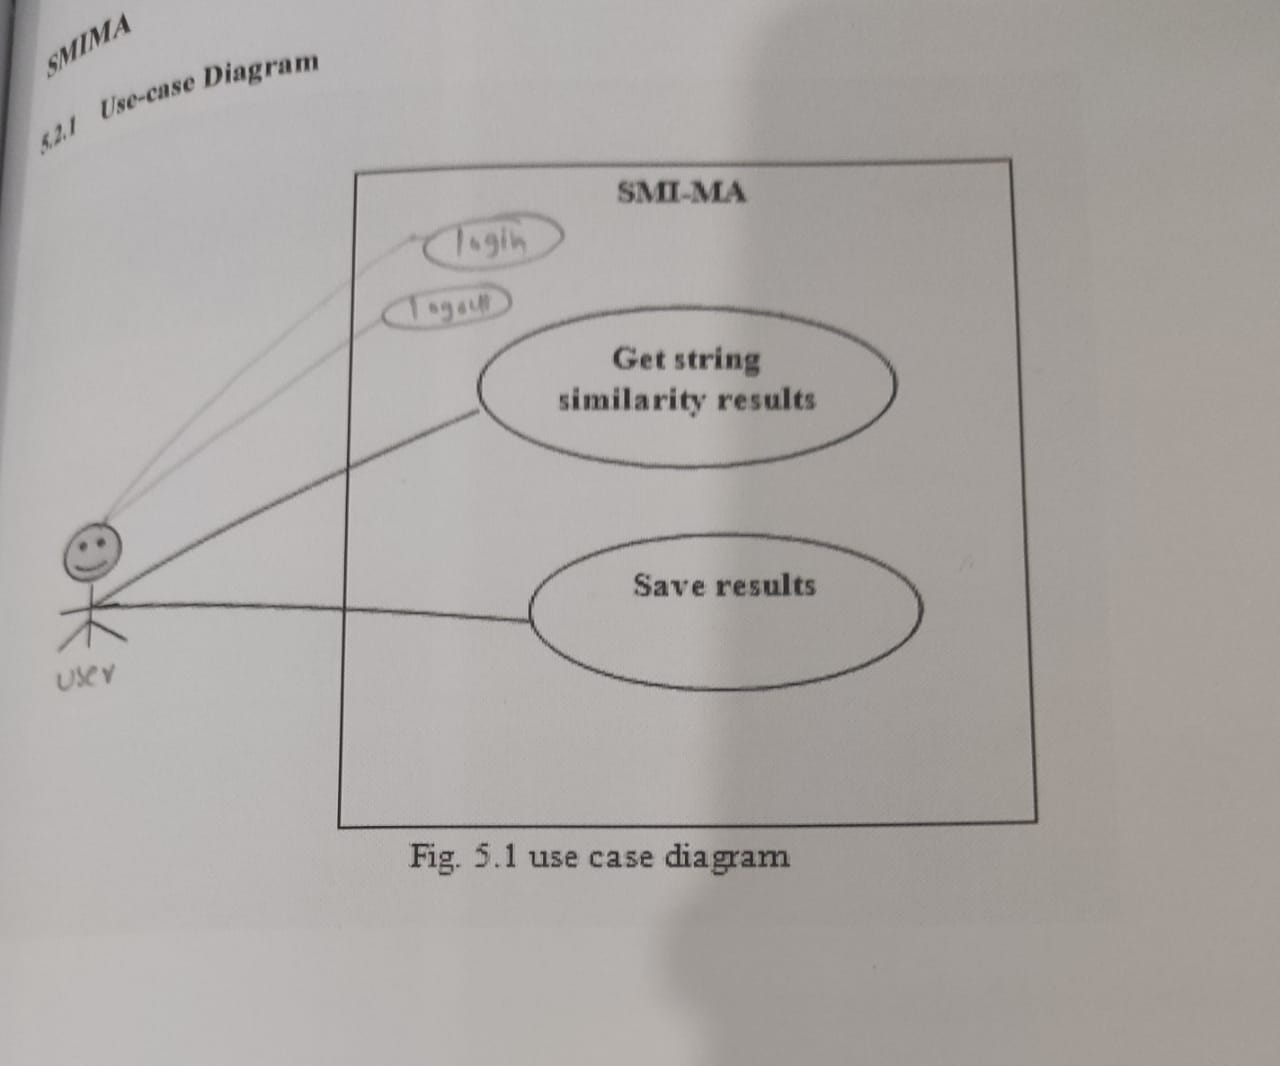 SMIMA
5.2.1 Use-case Diagram
SMI-MA
login
logout
Get string
similarity results
Save results
user
Fig. 5.1 use case diagram